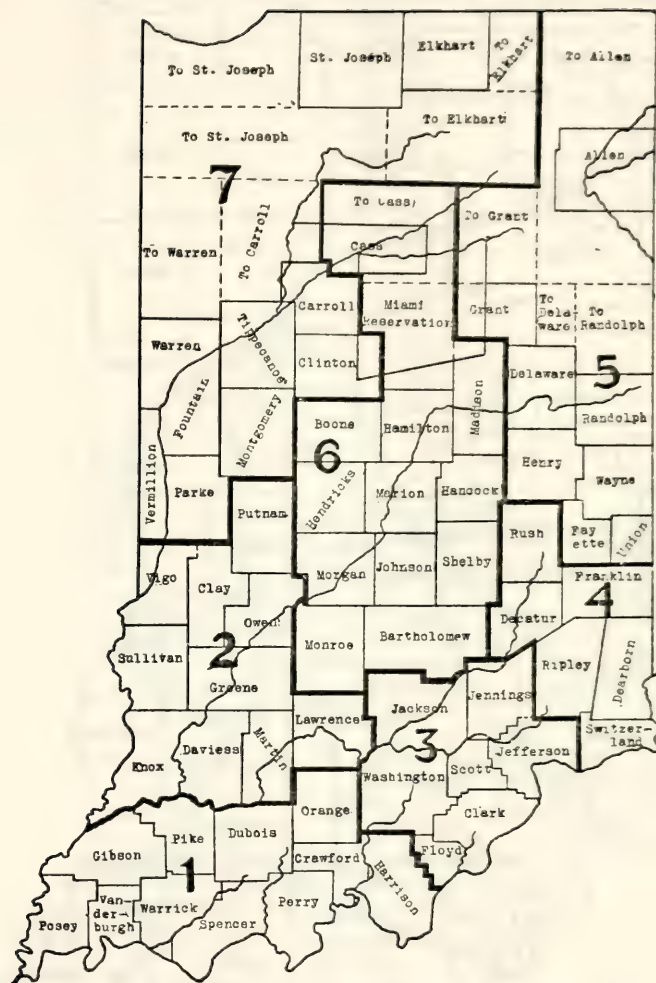 To St. Joseph
St. Joseph
Elkhart
To Elkhart
To Allen
To St. Joseph
To Elkhart
Allen
7
To Cass
To Grant
To Carroll
Cass
To Warren
Carroll
Miami
Reservation
Grant
To
Dela-
ware
To
Randolph
Warren
Tippecanoe
Clinton
Delaware
5
Fountain
Madison
Randolph
Montgomery
Boone
Hamilton
6
Henry
Wayne
Vermillion
Parke
Hendricks
Marion
Hancock
Putnam
Rush
Fay
ette
Union
Vigo
Clay
Morgan
Johnson
Shelby
Franklin
4
Owen
Decatur
Sullivan
2
Monroe
Bartholomew
Ripley
Dearborn
Greene
Jennings
Jackson
Lawrence
Switzer-
land
Knox
Daviess
Martin
3
Jefferson
Washington
Scott
Orange
Clark
Pike
Dubois
Gibson
Crawford
Floyd
1
Harrison
Posey
Van-
der-
burgh
Warrick
Spencer
Perry